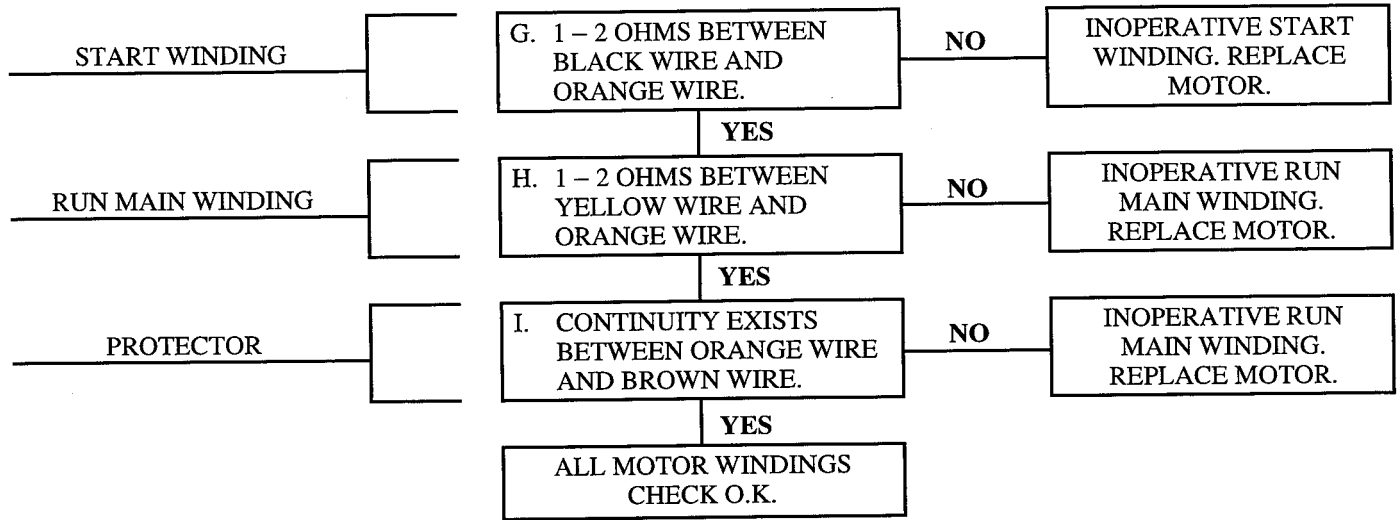 START WINDING
G. 1 – 2 OHMS BETWEEN
BLACK WIRE AND
ORANGE WIRE.
NO
INOPERATIVE START
WINDING. REPLACE
MOTOR.
YES
RUN MAIN WINDING
H. 1 – 2 OHMS BETWEEN
YELLOW WIRE AND
ORANGE WIRE.
NO
INOPERATIVE RUN
MAIN WINDING.
REPLACE MOTOR.
YES
PROTECTOR
I. CONTINUITY EXISTS
BETWEEN ORANGE WIRE
AND BROWN WIRE.
NO
INOPERATIVE RUN
MAIN WINDING.
REPLACE MOTOR.
YES
ALL MOTOR WINDINGS
CHECK O.K.